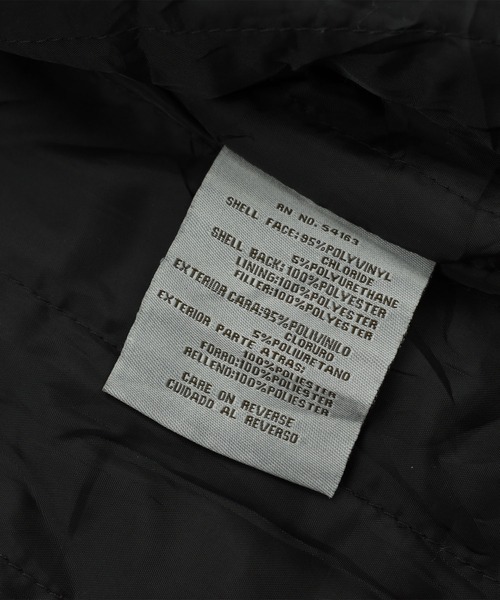 RN NO. 54163
SHELL FACE:95%POLYVINYL
CHLORIDE
5%POLYURETHANE
SHELL BACK:100%POLYESTER
LINING:100%POLYESTER
FILLER:100%POLYESTER
EXTERIOR CARA:95%POLIVINILO
CLORURO
5%POLIURETANO
EXTERIOR PARTE ATRAS:
100%POLIESTER
FORRO:100%POLIESTER
RELLENO:100%POLIESTER
CARE ON REVERSE
CUIDADO AL REVERSO